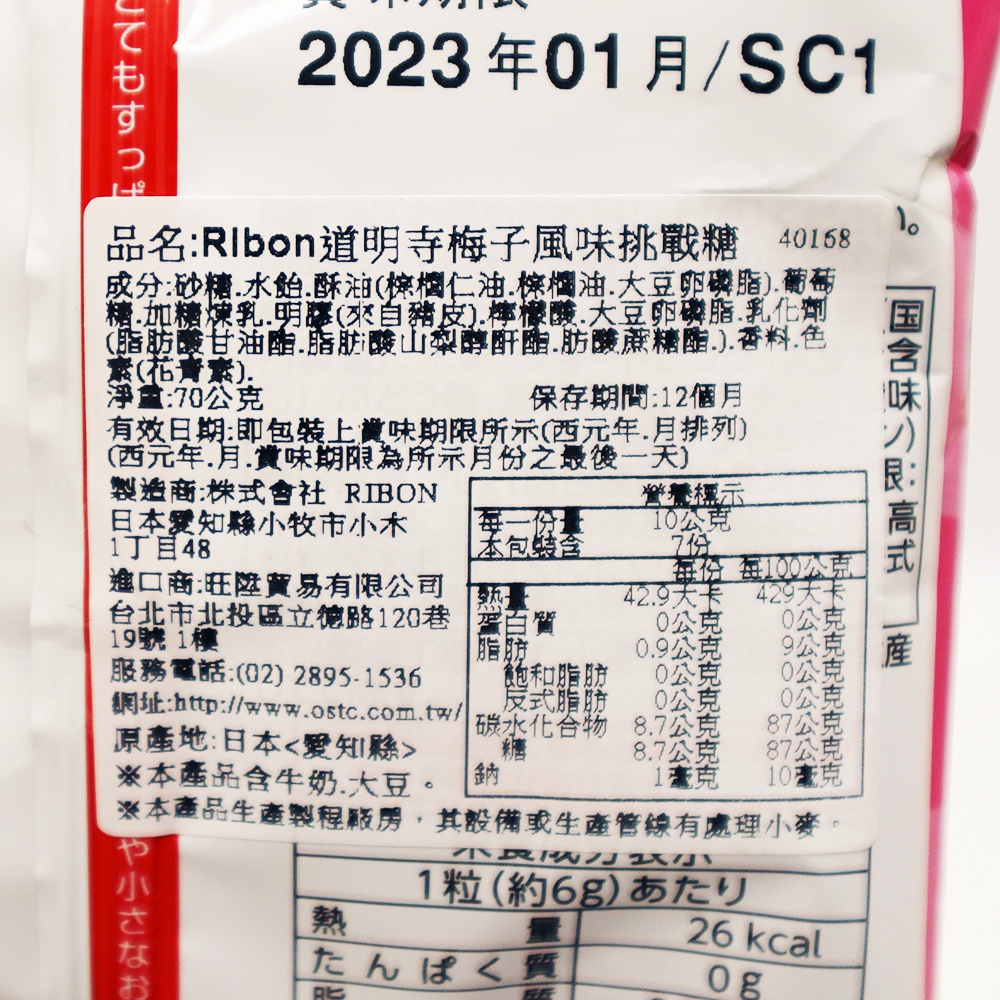 2023年01月/SC1
てもすっぱ
品名:RIbon道明寺梅子風味挑戰糖 40168
成分:砂糖.水飴.酥油(棕櫚仁油.棕櫚油.大豆卵磷脂).葡萄
糖.加糖煉乳.明膠(來自豬皮).檸檬酸.大豆卵磷脂.乳化劑
(脂肪酸甘油酯.脂肪酸山梨醇酐酯.肪酸蔗糖酯.).香料.色
素(花青素).
淨重:70公克 保存期間:12個月
有效日期:即包裝上賞味期限所示(西元年.月排列)
(西元年.月.賞味期限為所示月份之最後一天)
製造商:株式會社 RIBON
日本愛知縣小牧市小木
1丁目48
進口商:旺陞貿易有限公司
台北市北投區立德路120巷
19號 1樓
服務電話:(02) 2895-1536
網址:http://www.ostc.com.tw/
原產地:日本<愛知縣>
※本產品含牛奶.大豆。
※本產品生產製程廠房，其設備或生產管線有處理小麥。
營養標示
每一份量 10公克
本包裝含 7份
每份 每100公克
熱量 42.9大卡 429大卡
蛋白質 0公克 0公克
脂肪 0.9公克 9公克
飽和脂肪 0公克 0公克
反式脂肪 0公克 0公克
碳水化合物 8.7公克 87公克
糖 8.7公克 87公克
鈉 1毫克 10毫克
国
含
味
ン)
限:
高
式
産
や小さなお
1粒(約6g)あたり
熱量 26 kcal
たんぱく質 0g